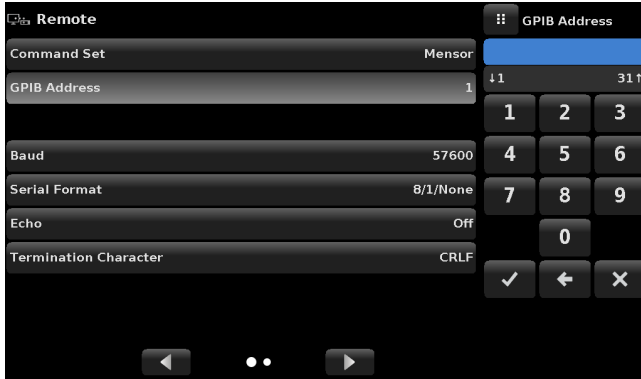 Remote
Command Set Mensor
GPIB Address 1
Baud 57600
Serial Format 8/1/None
Echo Off
Termination Character CRLF
GPIB Address
↓1 31↑
1 2 3
4 5 6
7 8 9
0